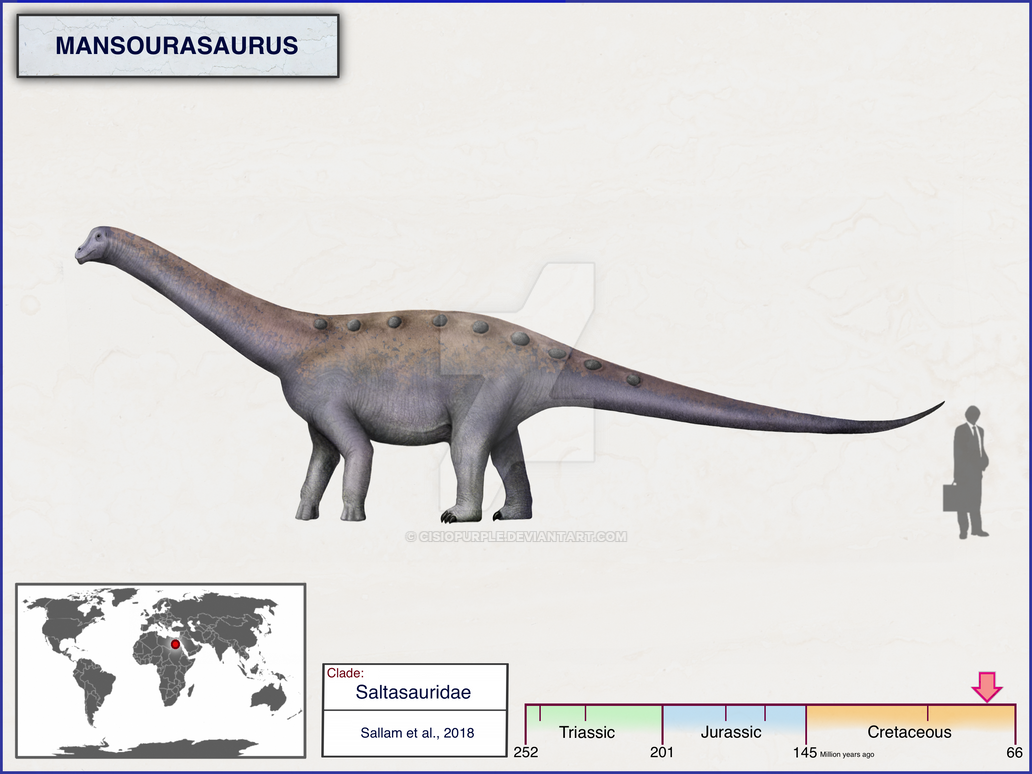 MANSOURASAURUS
© CISIOPURPLE.DEVIANTART.COM
Clade:
Saltasauridae
Sallam et al., 2018
Triassic
Jurassic
Cretaceous
252
201
145
Million years ago
66